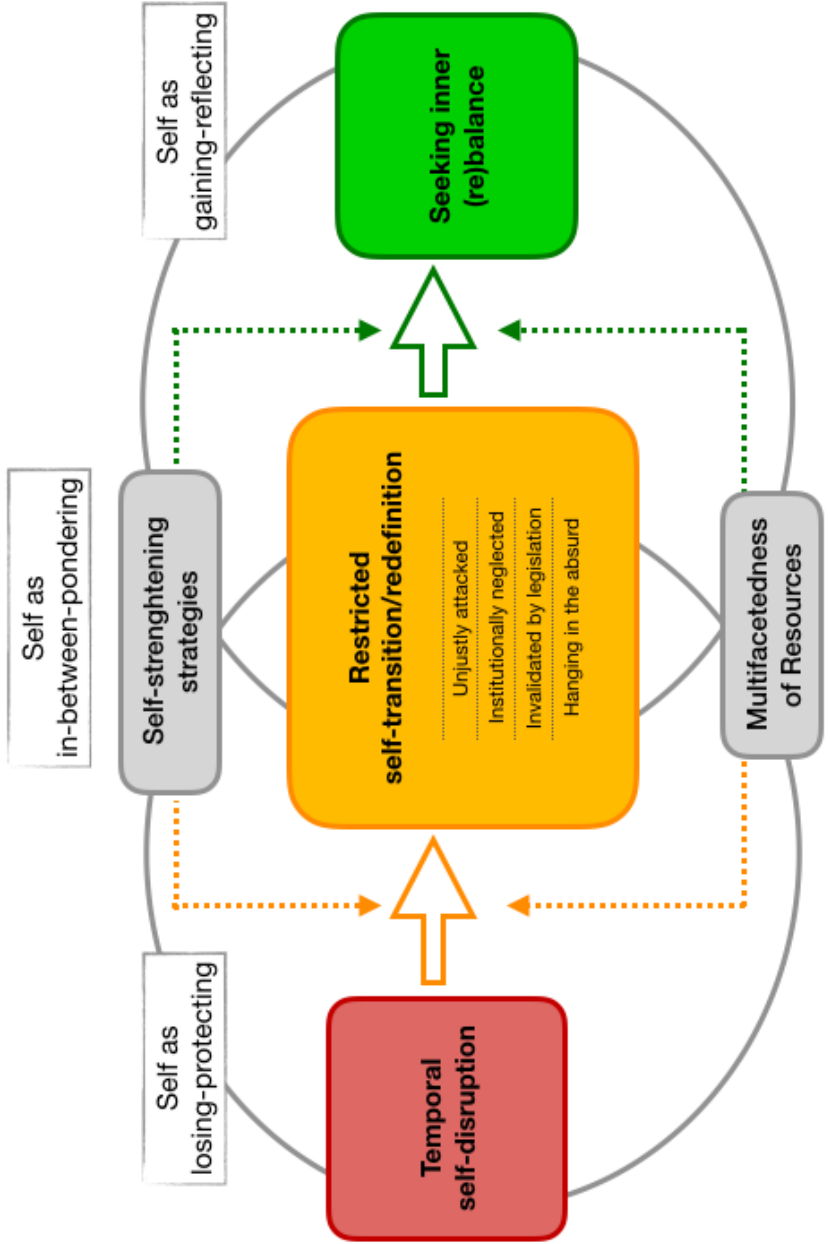 Self as
in-between-pondering
Self as
losing-protecting
Self as
gaining-reflecting
Self-strenghtening
strategies
Temporal
self-disruption
Restricted
self-transition/redefinition
Unjustly attacked
Institutionally neglected
Invalidated by legislation
Hanging in the absurd
Seeking inner
(re)balance
Multifacetedness
of Resources